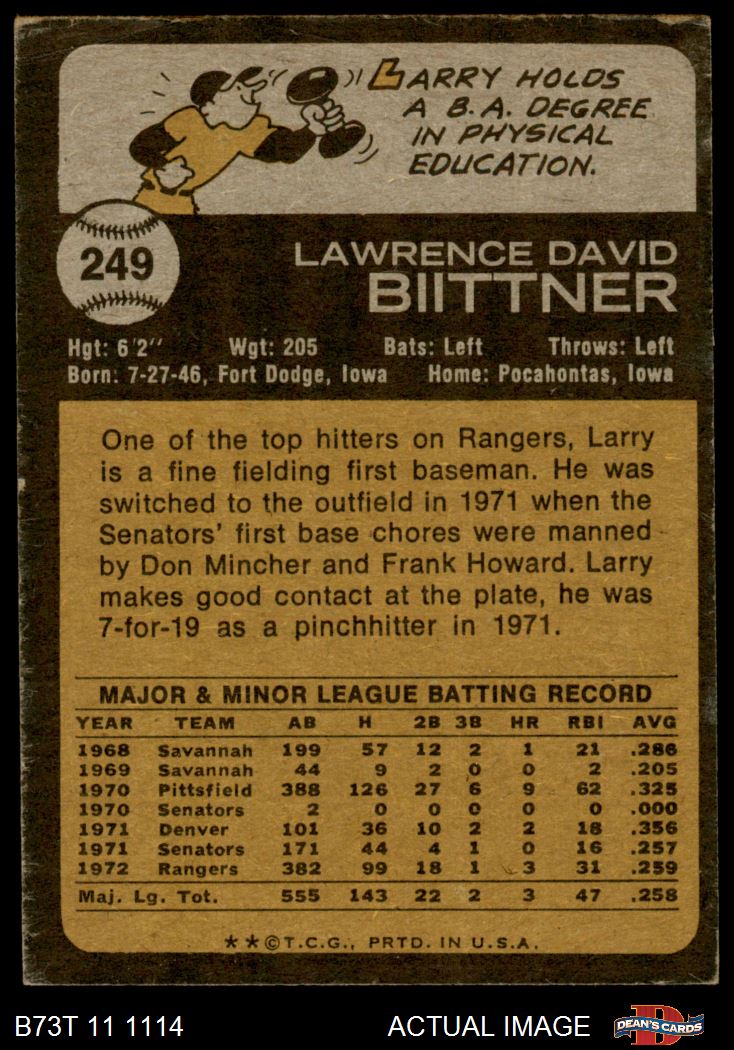 LARRY HOLDS
A B.A. DEGREE
IN PHYSICAL
EDUCATION.
249
LAWRENCE DAVID
BIITTNER
Hgt: 6'2" Wgt: 205 Bats: Left Throws: Left
Born: 7-27-46, Fort Dodge, Iowa Home: Pocahontas, Iowa
One of the top hitters on Rangers, Larry
is a fine fielding first baseman. He was
switched to the outfield in 1971 when the
Senators' first base chores were manned
by Don Mincher and Frank Howard. Larry
makes good contact at the plate, he was
7-for-19 as a pinchhitter in 1971.
MAJOR & MINOR LEAGUE BATTING RECORD
YEAR TEAM AB H 2B 3B HR RBI AVG
1968 Savannah 199 57 12 2 1 21 .286
1969 Savannah 44 9 2 0 0 2 .205
1970 Pittsfield 388 126 27 6 9 62 .325
1970 Senators 2 0 0 0 0 0 .000
1971 Denver 101 36 10 2 2 18 .356
1971 Senators 171 44 4 1 0 16 .257
1972 Rangers 382 99 18 1 3 31 .259
Maj. Lg. Tot. 555 143 22 2 3 47 .258
★★©T.C.G., PRTD. IN U.S.A.
B73T 11 1114 ACTUAL IMAGE D DEAN'S CARDS